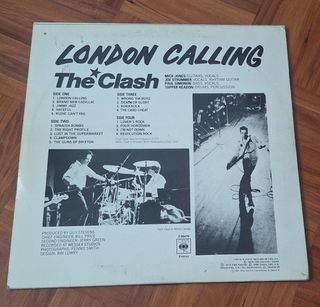 LONDON CALLING
The Clash
MICK JONES GUITARS, VOCALS
JOE STRUMMER VOCALS, RHYTHM GUITAR
PAUL SIMONON BASS, VOCALS
TOPPER HEADON DRUMS, PERCUSSION
SIDE ONE
1 LONDON CALLING
2 BRAND NEW CADILLAC
3 JIMMY JAZZ
4 HATEFUL
5 RUDIE CAN'T FAIL
SIDE TWO
1 SPANISH BOMBS
2 THE RIGHT PROFILE
3 LOST IN THE SUPERMARKET
4 CLAMPDOWN
5 THE GUNS OF BRIXTON
SIDE THREE
1 WRONG 'EM BOYO
2 DEATH OR GLORY
3 KOKA KOLA
4 THE CHEAT
SIDE FOUR
1 LOVER'S ROCK
2 FOUR HORSEMEN
3 I'M NOT DOWN
4 REVOLUTION ROCK
PRODUCED BY GUY STEVENS
CHIEF ENGINEER BILL PRICE
SECOND ENGINEER: JERRY GREEN
RECORDED AT WESSEX STUDIOS
PHOTOGRAPHS, PENNIE SMITH
DESIGN: RAY LOWRY
CBS